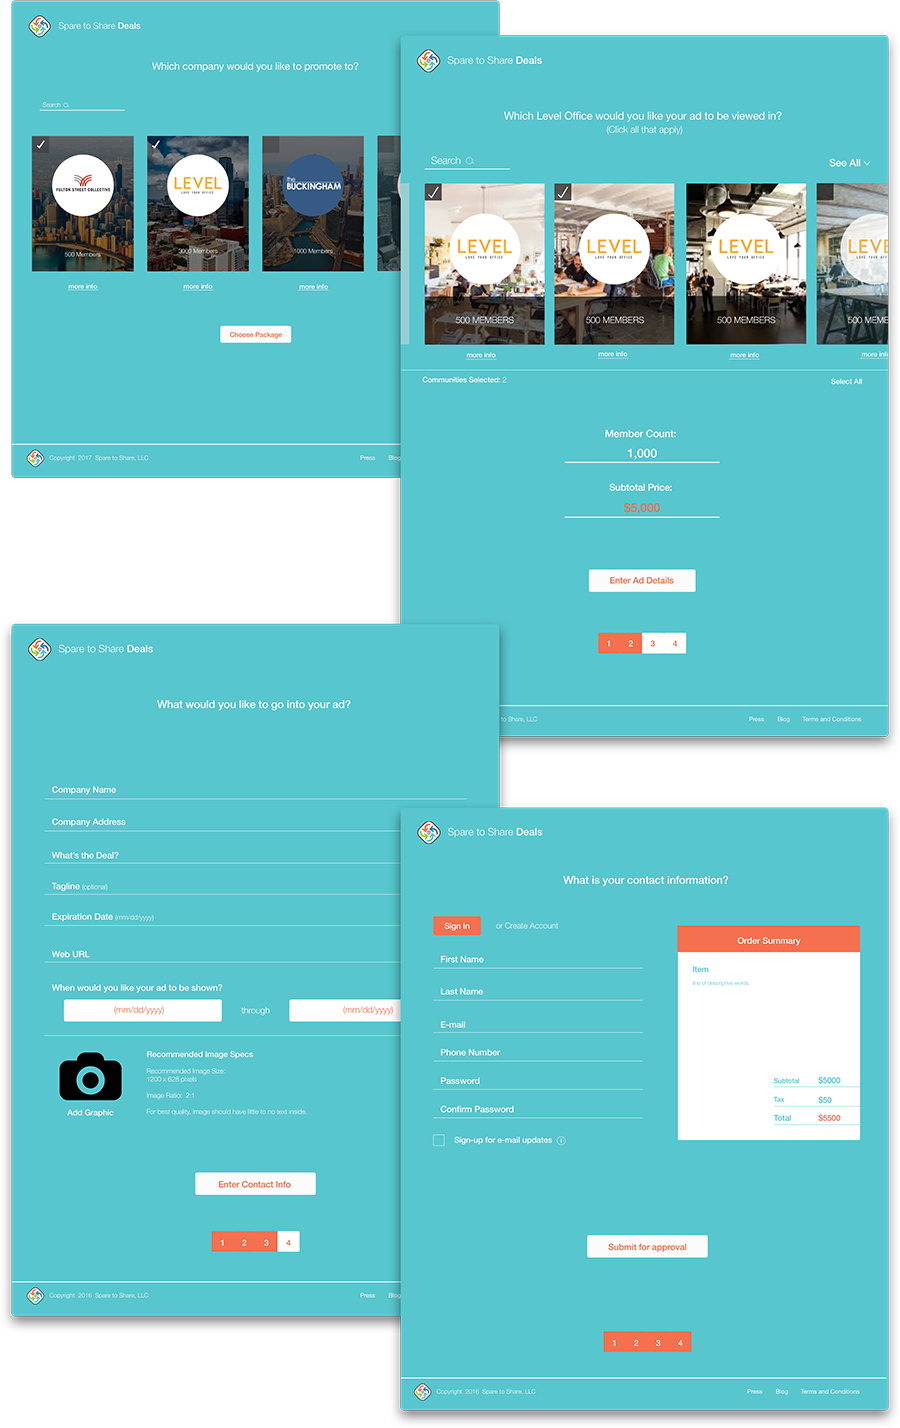 Spare to Share Deals
Which company would you like to promote to?
Search
FULTON STREET COLLECTIVE
500 Members
more info
LEVEL
LOVE YOUR OFFICE
3000 Members
more info
the
BUCKINGHAM
1000 Members
more info
Choose Package
Copyright 2017 Spare to Share, LLC
Press Blog
Spare to Share Deals
Which Level Office would you like your ad to be viewed in?
(Click all that apply)
Search
See All
LEVEL
LOVE YOUR OFFICE
500 MEMBERS
more info
LEVEL
LOVE YOUR OFFICE
500 MEMBERS
more info
LEVEL
LOVE YOUR OFFICE
500 MEMBERS
more info
LEVE
LOVE YOUR OF
500 MEME
more info
Communities Selected: 2
Select All
Member Count:
1,000
Subtotal Price:
$5,000
Enter Ad Details
1 2 3 4
to Share, LLC
Press Blog Terms and Conditions
Spare to Share Deals
What would you like to go into your ad?
Company Name
Company Address
What's the Deal?
Tagline (optional)
Expiration Date (mm/dd/yyyy)
Web URL
When would you like your ad to be shown?
(mm/dd/yyyy) through (mm/dd/yyyy)
Add Graphic
Recommended Image Specs
Recommended Image Size:
1200 x 628 pixels
Image Ratio: 2:1
For best quality, image should have little to no text inside.
Enter Contact Info
1 2 3 4
Copyright 2016 Spare to Share, LLC
Press Blog
Spare to Share Deals
What is your contact information?
Sign In or Create Account
First Name
Last Name
E-mail
Phone Number
Password
Confirm Password
Sign-up for e-mail updates
Order Summary
Item
line of descriptive words
Subtotal $5000
Tax $50
Total $5500
Submit for approval
1 2 3 4
Copyright 2016 Spare to Share, LLC
Press Blog Terms and Conditions